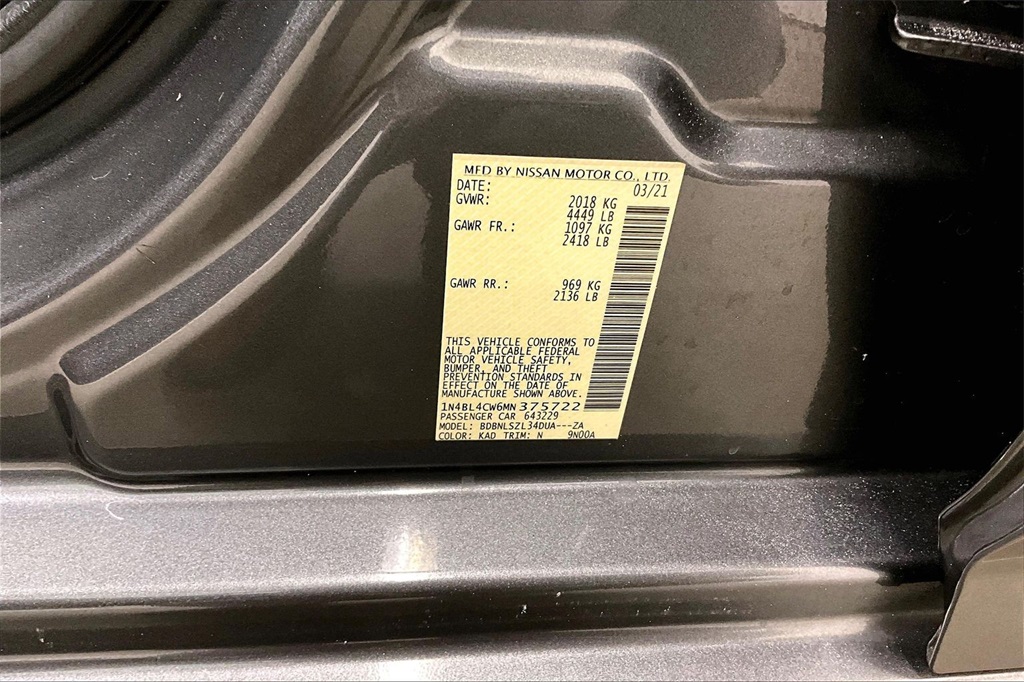 MFD BY NISSAN MOTOR CO., LTD.
DATE: 03/21
GVWR: 2018 KG
4449 LB
GAWR FR.: 1097 KG
2418 LB
GAWR RR.: 969 KG
2136 LB
THIS VEHICLE CONFORMS TO
ALL APPLICABLE FEDERAL
MOTOR VEHICLE SAFETY,
BUMPER, AND THEFT
PREVENTION STANDARDS IN
EFFECT ON THE DATE OF
MANUFACTURE SHOWN ABOVE.
1N4BL4CW6MN375722
PASSENGER CAR 643229
MODEL: BDBNLSZL34DUA---ZA
COLOR: KAD TRIM: N 9N00A